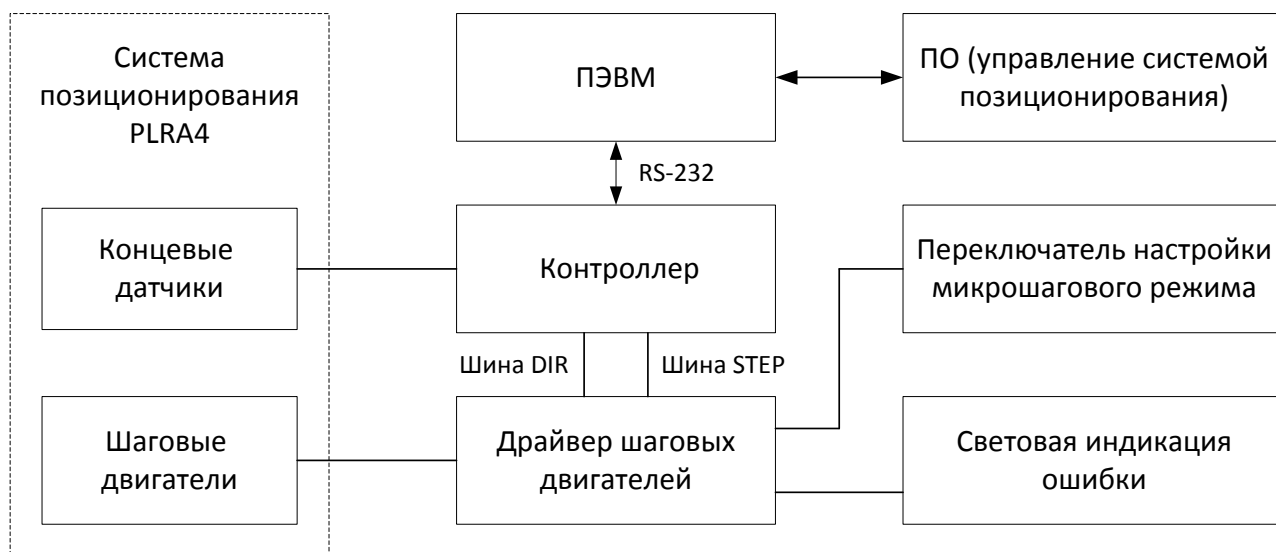 Система
позиционирования
PLRA4
ПЭВМ
ПО (управление системой
позиционирования)
RS-232
Концевые
датчики
Контроллер
Переключатель настройки
микрошагового режима
Шина DIR
Шина STEP
Шаговые
двигатели
Драйвер шаговых
двигателей
Световая индикация
ошибки